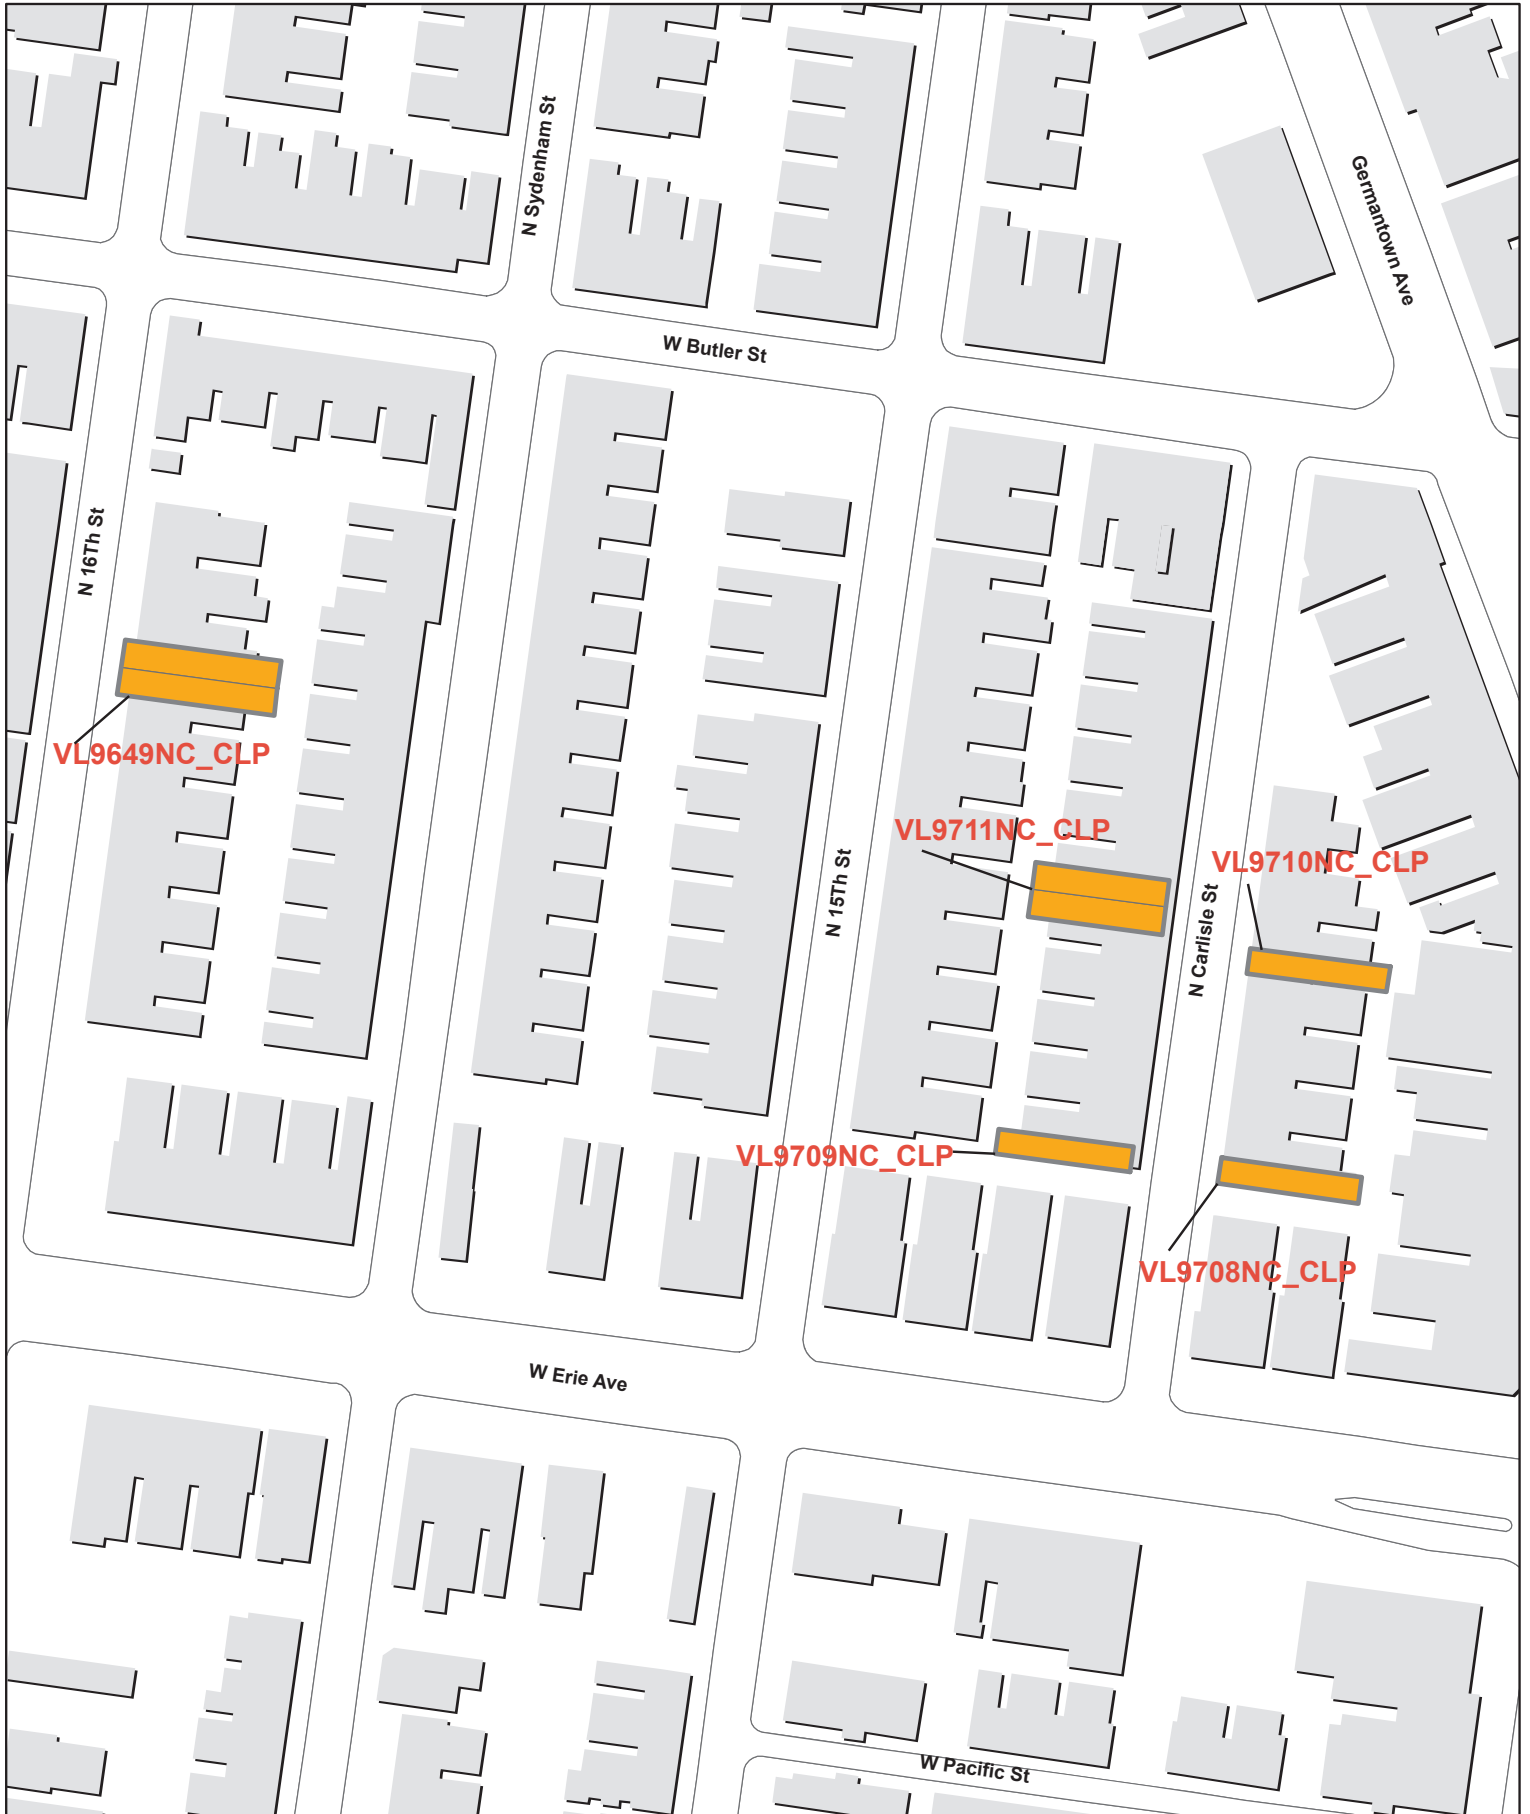 N Sydenham St
Germantown Ave
W Butler St
N 16Th St
VL9649NC_CLP
VL9711NC_CLP
VL9710NC_CLP
N 15Th St
N Carlisle St
VL9709NC_CLP
VL9708NC_CLP
W Erie Ave
W Pacific St